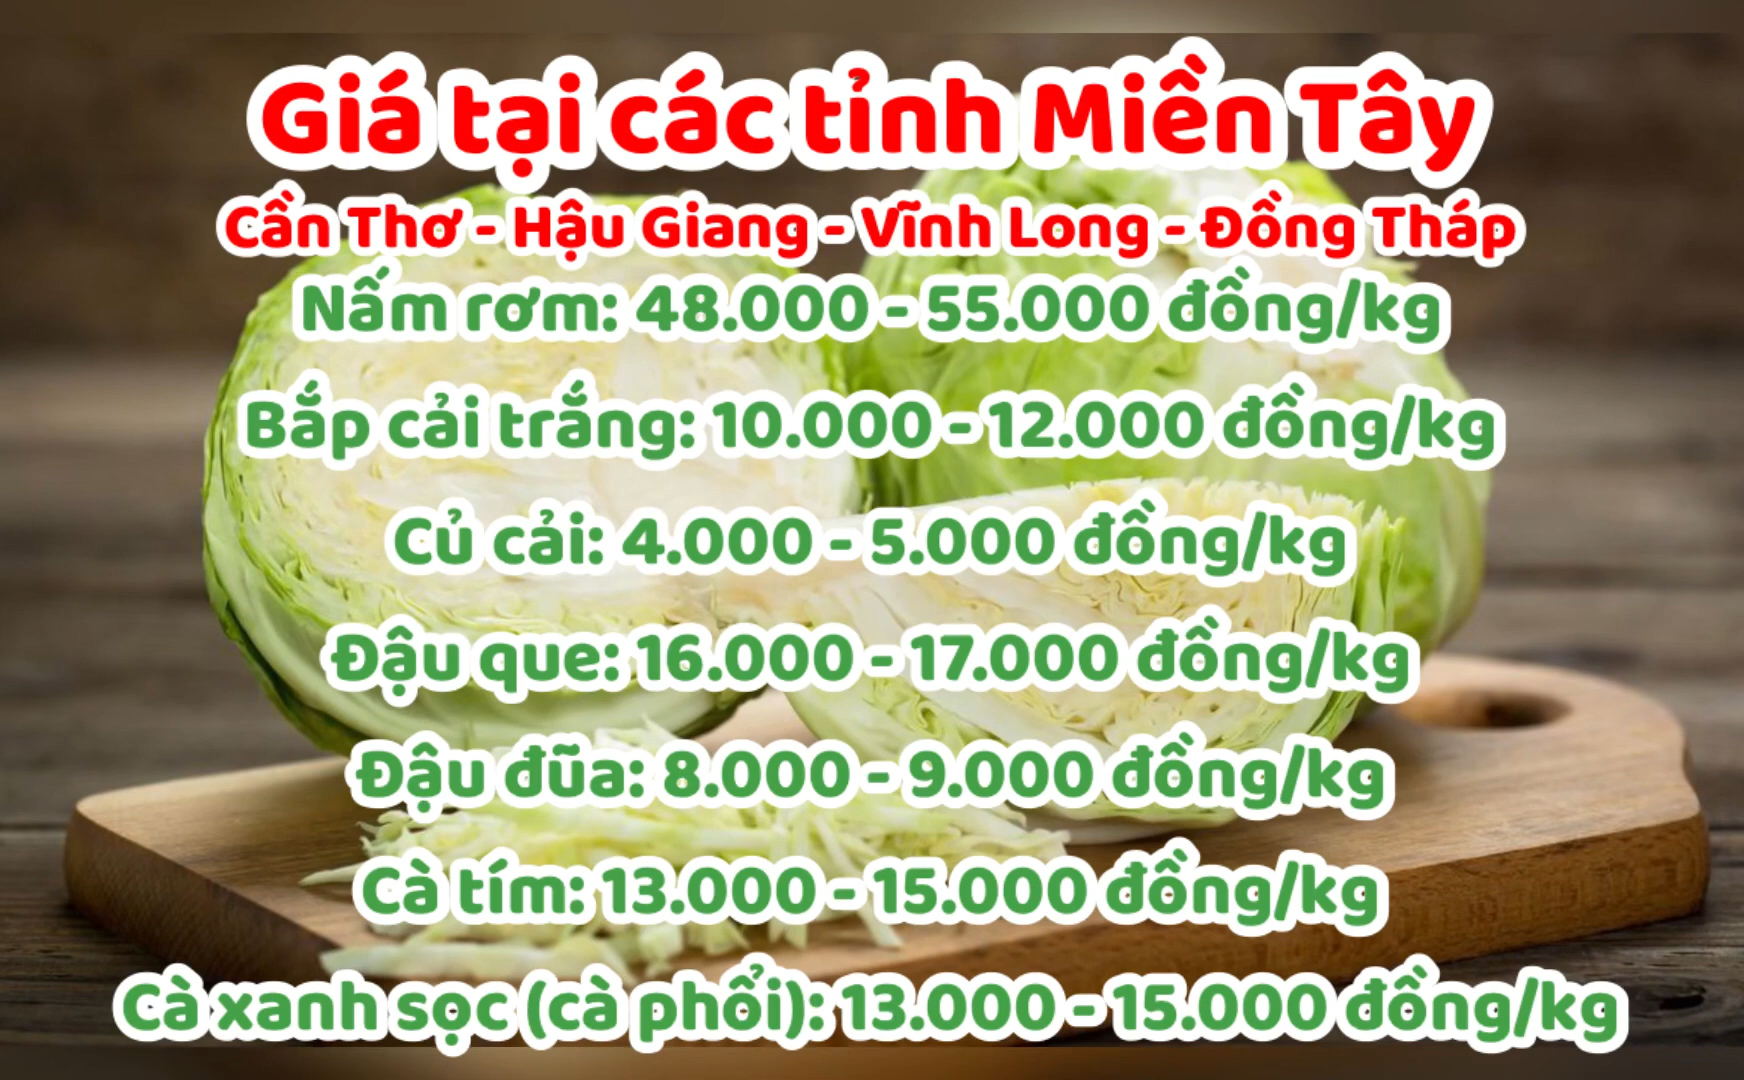 Giá tại các tỉnh Miền Tây
Cần Thơ - Hậu Giang - Vĩnh Long - Đồng Tháp
Nấm rơm: 48.000 - 55.000 đồng/kg
Bắp cải trắng: 10.000 - 12.000 đồng/kg
Củ cải: 4.000 - 5.000 đồng/kg
Đậu que: 16.000 - 17.000 đồng/kg
Đậu đũa: 8.000 - 9.000 đồng/kg
Cà tím: 13.000 - 15.000 đồng/kg
Cà xanh sọc (cà phổi): 13.000 - 15.000 đồng/kg